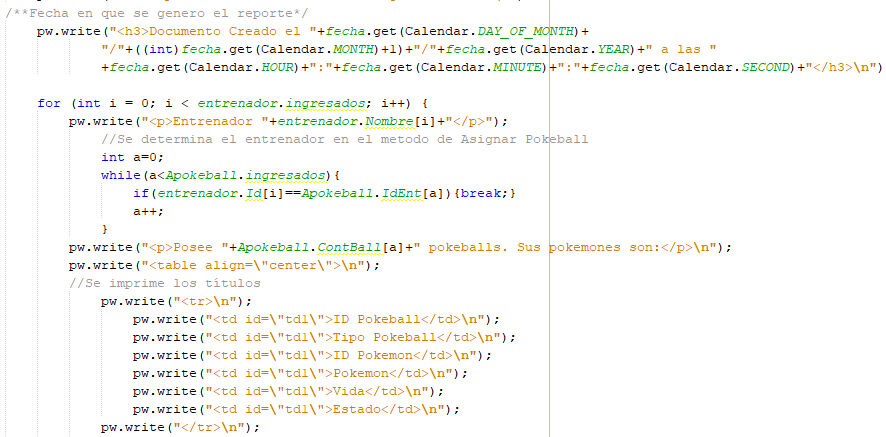 /**Fecha en que se genero el reporte*/
pw.write("<h3>Documento Creado el "+fecha.get(Calendar.DAY_OF_MONTH)+
"/"+((int)fecha.get(Calendar.MONTH)+1)+"/"+fecha.get(Calendar.YEAR)+" a las "
+fecha.get(Calendar.HOUR)+":"+fecha.get(Calendar.MINUTE)+":"+fecha.get(Calendar.SECOND)+"</h3>\n")
for (int i = 0; i < entrenador.ingresados; i++) {
pw.write("<p>Entrenador "+entrenador.Nombre[i]+"</p>");
//Se determina el entrenador en el metodo de Asignar Pokeball
int a=0;
while(a<Apokeball.ingresados){
if(entrenador.Id[i]==Apokeball.IdEnt[a]){break;}
a++;
}
pw.write("<p>Posee "+Apokeball.ContBall[a]+" pokeballs. Sus pokemones son:</p>\n");
pw.write("<table align=\"center\">\n");
//Se imprime los títulos
pw.write("<tr>\n");
pw.write("<td id=\"td1\">ID Pokeball</td>\n");
pw.write("<td id=\"td1\">Tipo Pokeball</td>\n");
pw.write("<td id=\"td1\">ID Pokemon</td>\n");
pw.write("<td id=\"td1\">Pokemon</td>\n");
pw.write("<td id=\"td1\">Vida</td>\n");
pw.write("<td id=\"td1\">Estado</td>\n");
pw.write("</tr>\n");